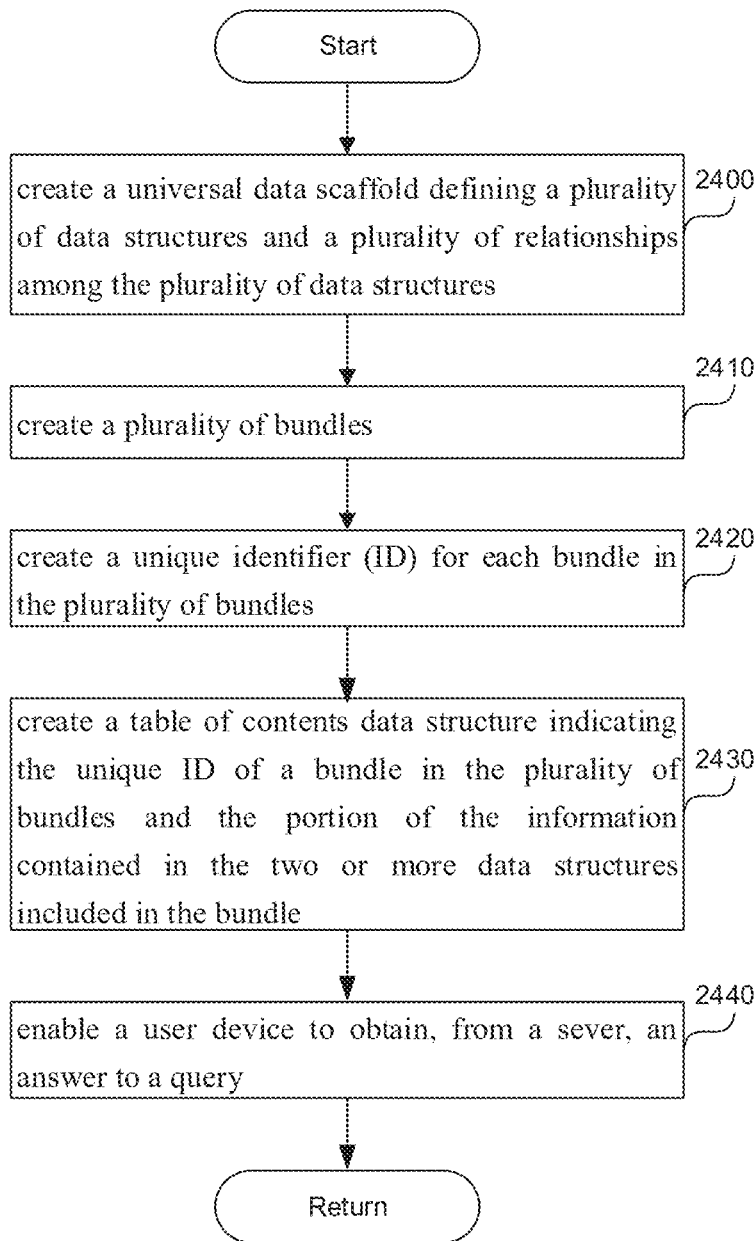 Start
2400
create a universal data scaffold defining a plurality
of data structures and a plurality of relationships
among the plurality of data structures
2410
create a plurality of bundles
2420
create a unique identifier (ID) for each bundle in
the plurality of bundles
create a table of contents data structure indicating
the unique ID of a bundle in the plurality of
2430
bundles and the portion of the information
contained in the two or more data structures
included in the bundle
2440
enable a user device to obtain, from a sever, an
answer to a query
Return